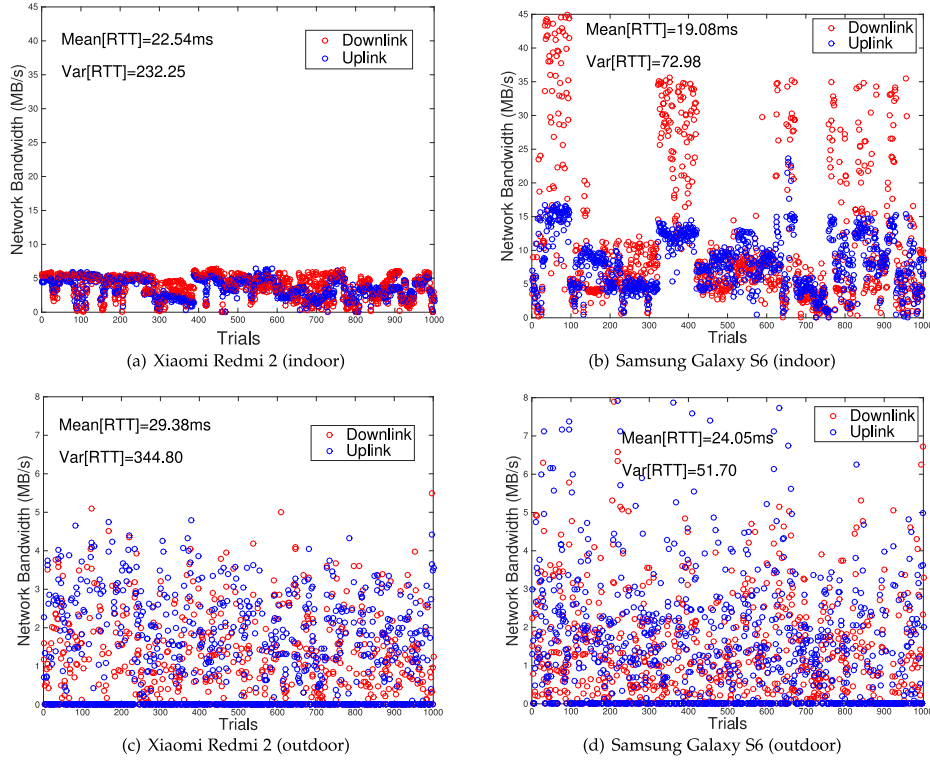 45
40
35
30
25
20
15
10
5
0
Network Bandwidth (MB/s)
Mean[RTT]=22.54ms
Var[RTT]=232.25
Downlink
Uplink
0 100 200 300 400 500 600 700 800 900 1000
Trials
(a) Xiaomi Redmi 2 (indoor)
45
40
35
30
25
20
15
10
5
0
Network Bandwidth (MB/s)
Mean[RTT]=19.08ms
Var[RTT]=72.98
Downlink
Uplink
0 100 200 300 400 500 600 700 800 900 1000
Trials
(b) Samsung Galaxy S6 (indoor)
8
7
6
5
4
3
2
1
0
Network Bandwidth (MB/s)
Mean[RTT]=29.38ms
Var[RTT]=344.80
Downlink
Uplink
0 100 200 300 400 500 600 700 800 900 1000
Trials
(c) Xiaomi Redmi 2 (outdoor)
8
7
6
5
4
3
2
1
0
Network Bandwidth (MB/s)
Mean[RTT]=24.05ms
Var[RTT]=51.70
Downlink
Uplink
0 100 200 300 400 500 600 700 800 900 1000
Trials
(d) Samsung Galaxy S6 (outdoor)